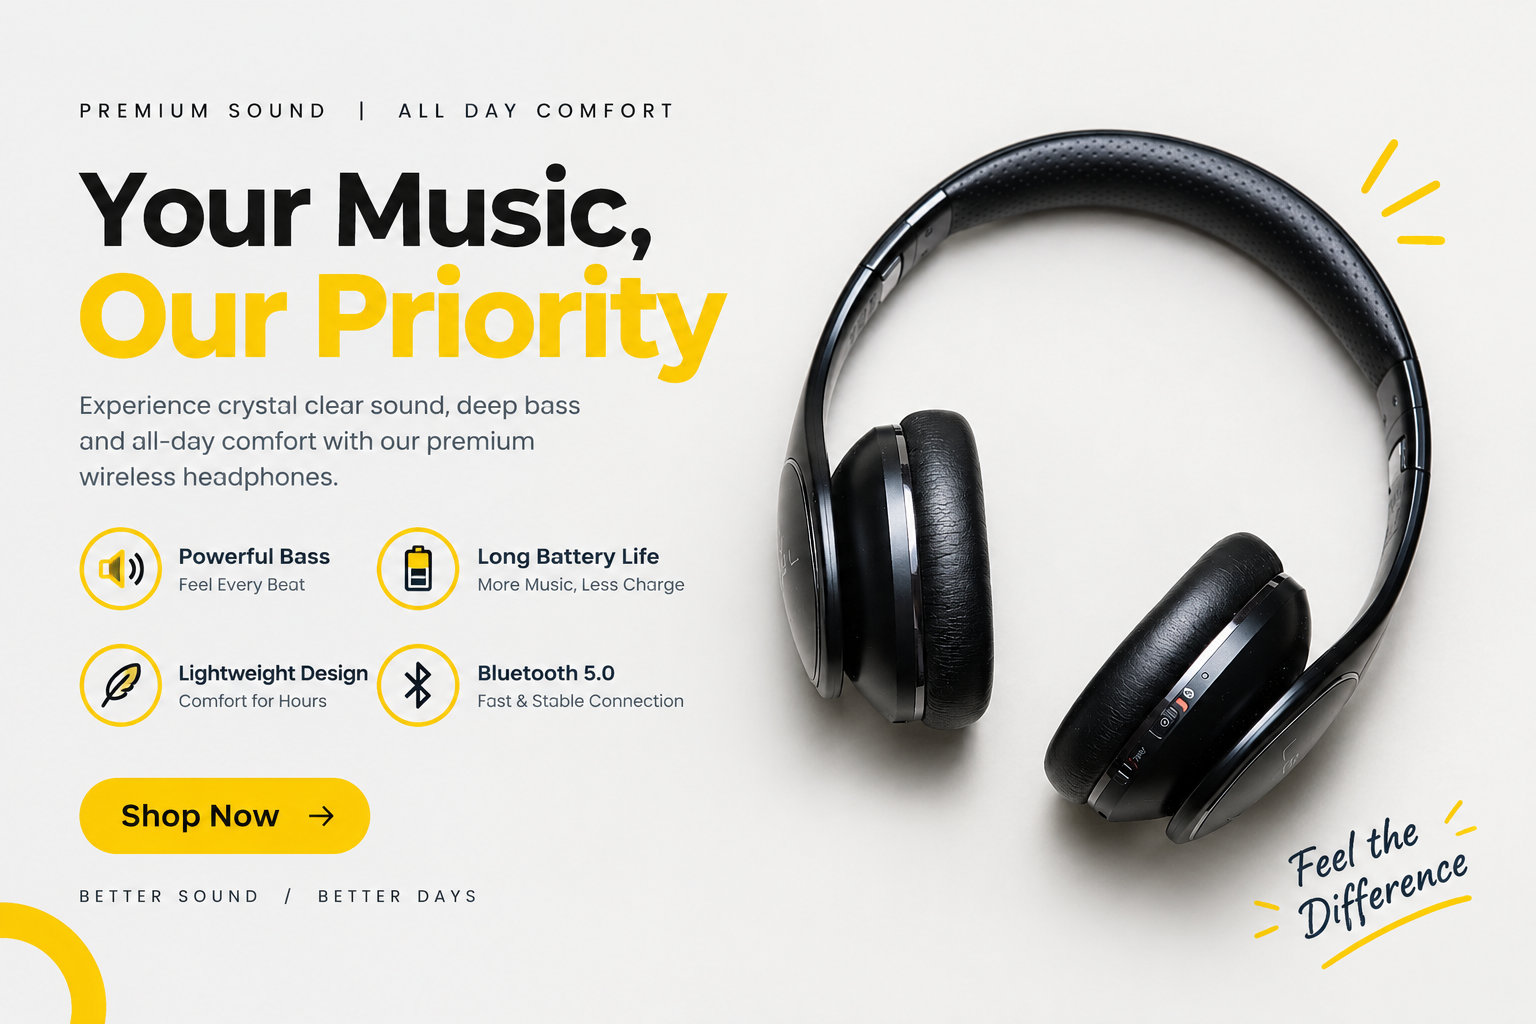 PREMIUM SOUND | ALL DAY COMFORT
Your Music,
Our Priority
Experience crystal clear sound, deep bass
and all-day comfort with our premium
wireless headphones.
Powerful Bass
Feel Every Beat
Long Battery Life
More Music, Less Charge
Lightweight Design
Comfort for Hours
Bluetooth 5.0
Fast & Stable Connection
Shop Now →
BETTER SOUND / BETTER DAYS
Feel the
Difference